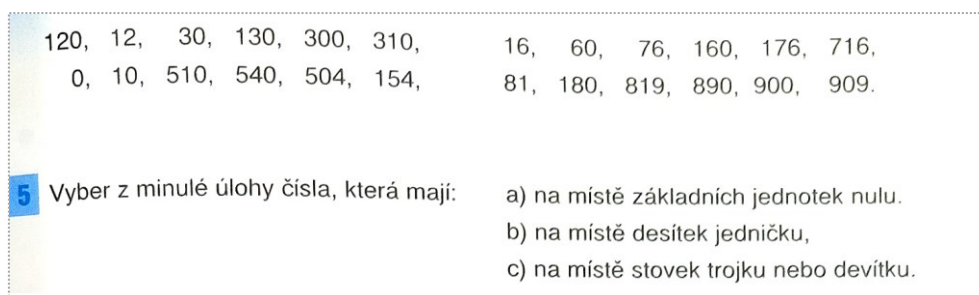 120, 12, 30, 130, 300, 310,
0, 10, 510, 540, 504, 154,
16, 60, 76, 160, 176, 716,
81, 180, 819, 890, 900, 909.
5 Vyber z minulé úlohy čísla, která mají:
a) na místě základních jednotek nulu.
b) na místě desítek jedničku,
c) na místě stovek trojku nebo devítku.